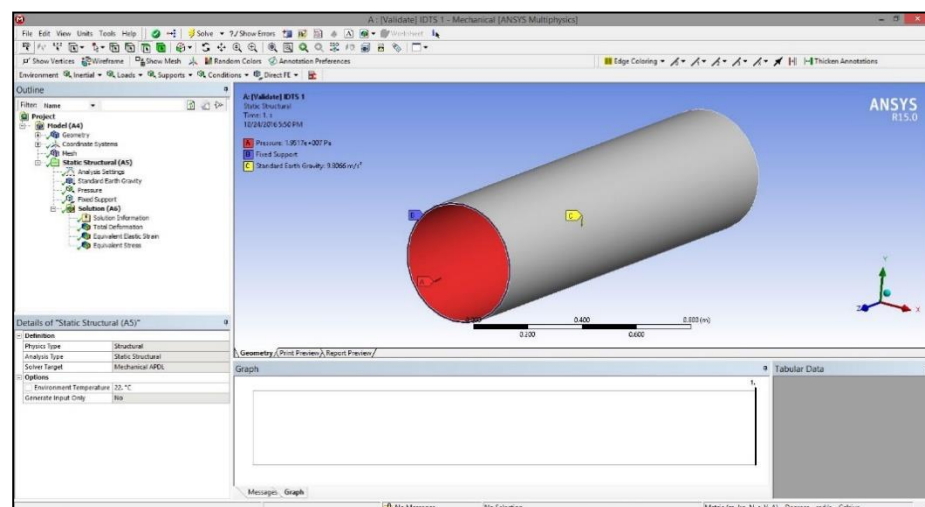 A : [Validate] IDTS 1 - Mechanical [ANSYS Multiphysics]
File Edit View Units Tools Help Solve ?/ Show Errors Worksheet
Show Vertices Wireframe Show Mesh Random Colors Annotation Preferences Edge Coloring Thicken Annotations
Environment Inertial Loads Supports Conditions Direct FE
Outline
Filter: Name
Project
Model (A4)
Geometry
Coordinate Systems
Mesh
Static Structural (A5)
Analysis Settings
Standard Earth Gravity
Pressure
Fixed Support
Solution (A6)
Solution Information
Total Deformation
Equivalent Elastic Strain
Equivalent Stress
A: [Validate] IDTS 1
Static Structural
Time: 1. s
10/24/2016 5:50 PM
A Pressure: 1.9517e+007 Pa
B Fixed Support
C Standard Earth Gravity: 9.8066 m/s²
ANSYS
R15.0
B
C
A
Y
Z
X
0.000 0.400 0.800 (m)
0.200 0.600
Geometry Print Preview Report Preview
Details of "Static Structural (A5)"
Definition
Physics Type Structural
Analysis Type Static Structural
Solver Target Mechanical APDL
Options
Environment Temperature 22. °C
Generate Input Only No
Graph
1.
Messages Graph
Tabular Data
No Messages No Selection